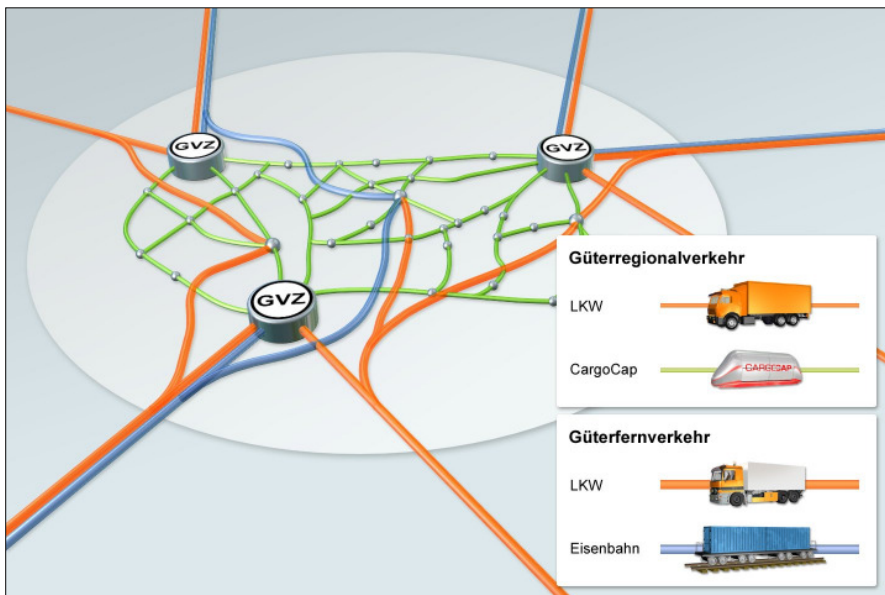 GVZ
GVZ
GVZ
Güterregionalverkehr
LKW
CargoCap
CARGOCAP
Güterfernverkehr
LKW
Eisenbahn